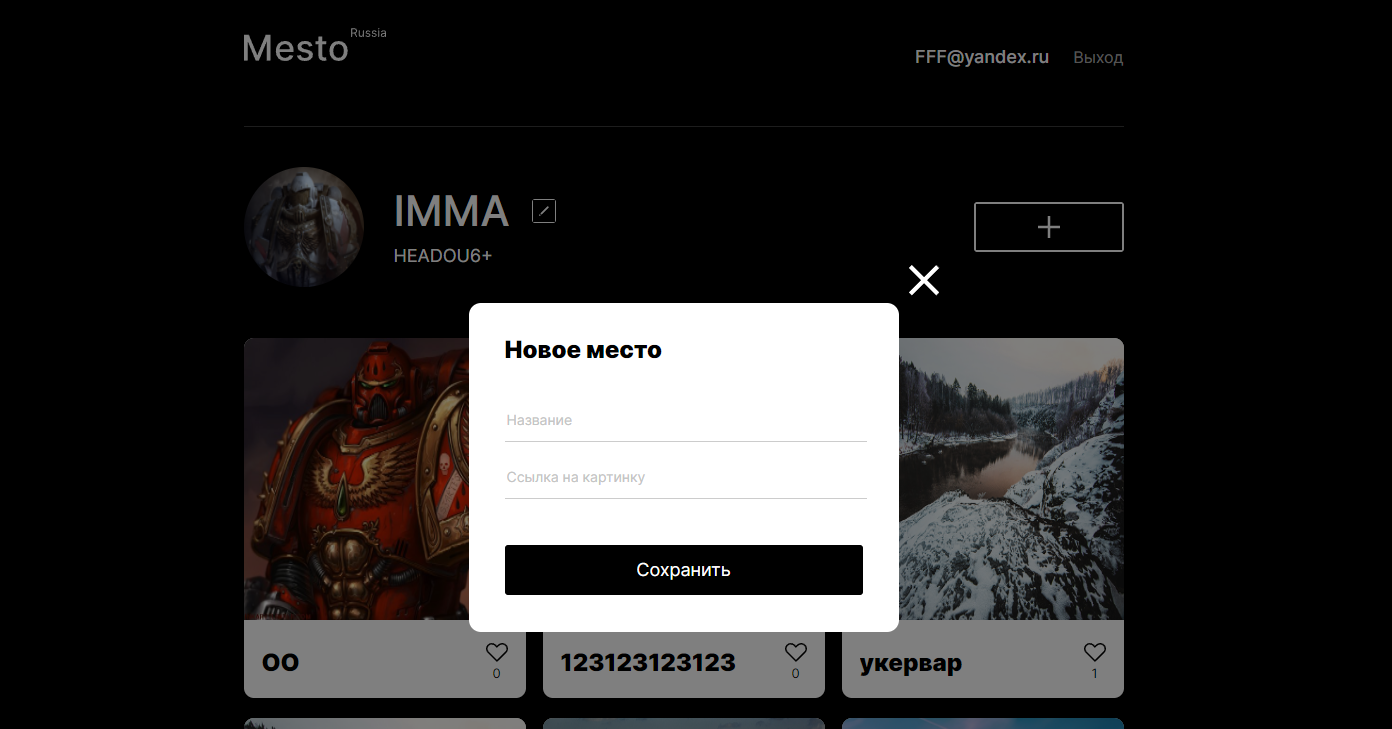 Mesto Russia
FFF@yandex.ru Выход
IMMA
HEADOU6+
Новое место
Название
Ссылка на картинку
Сохранить
ОО 0
123123123123 0
укервар 1